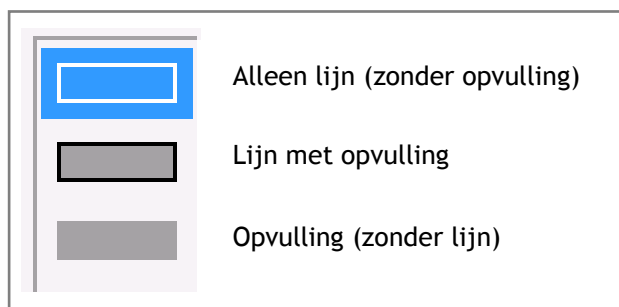 Alleen lijn (zonder opvulling)
Lijn met opvulling
Opvulling (zonder lijn)